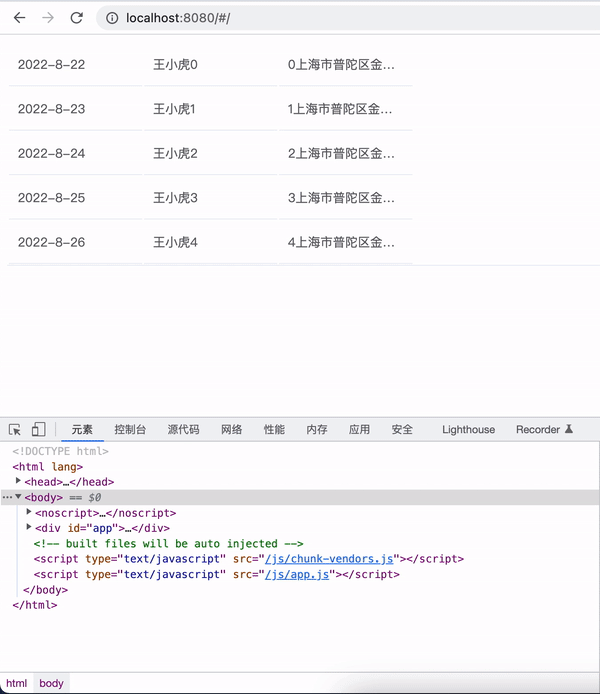 localhost:8080/#/
2022-8-22 王小虎0 0上海市普陀区金...
2022-8-23 王小虎1 1上海市普陀区金...
2022-8-24 王小虎2 2上海市普陀区金...
2022-8-25 王小虎3 3上海市普陀区金...
2022-8-26 王小虎4 4上海市普陀区金...
元素 控制台 源代码 网络 性能 内存 应用 安全 Lighthouse Recorder
<!DOCTYPE html>
<html lang>
<head>…</head>
<body> == $0
<noscript>…</noscript>
<div id="app">…</div>
<!-- built files will be auto injected -->
<script type="text/javascript" src="/js/chunk-vendors.js"></script>
<script type="text/javascript" src="/js/app.js"></script>
</body>
</html>
html body